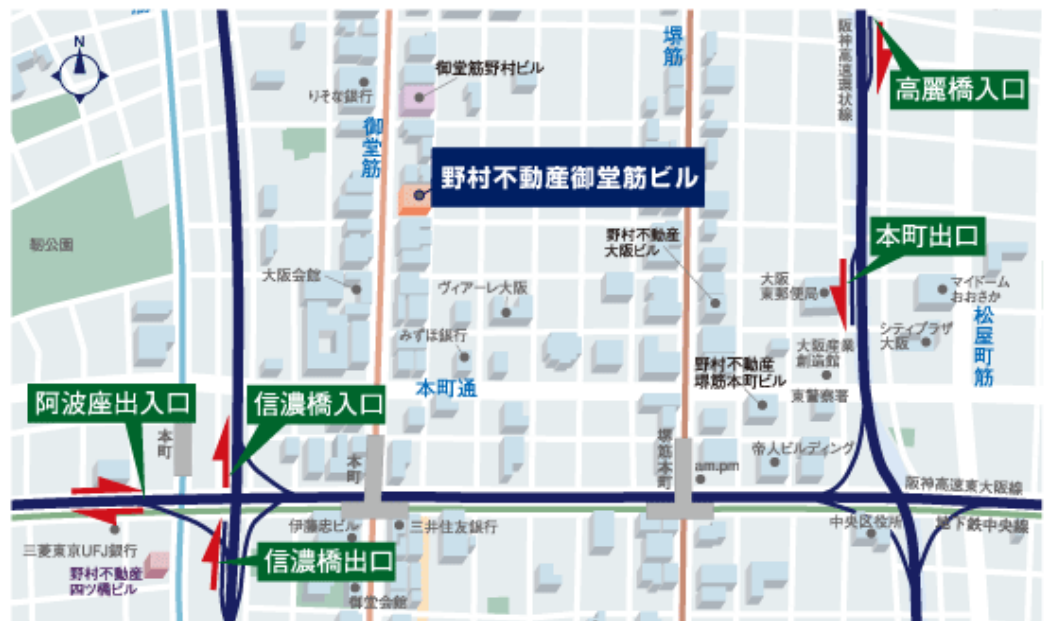 N
御堂筋野村ビル
りそな銀行
堺筋
阪神高速環状線
高麗橋入口
御堂筋
野村不動産御堂筋ビル
靭公園
野村不動産
大阪ビル
本町出口
大阪会館
ヴィアーレ大阪
大阪
東郵便局
マイドーム
おおさか
松屋町筋
シティプラザ
大阪
みずほ銀行
大阪産業
創造館
野村不動産
堺筋本町ビル
本町通
東警察署
阿波座出入口
信濃橋入口
本町
本町
堺筋本町
帝人ビルディング
am.pm
阪神高速東大阪線
伊藤忠ビル
三井住友銀行
中央区役所
地下鉄中央線
三菱東京UFJ銀行
信濃橋出口
野村不動産
四ツ橋ビル
御堂会館